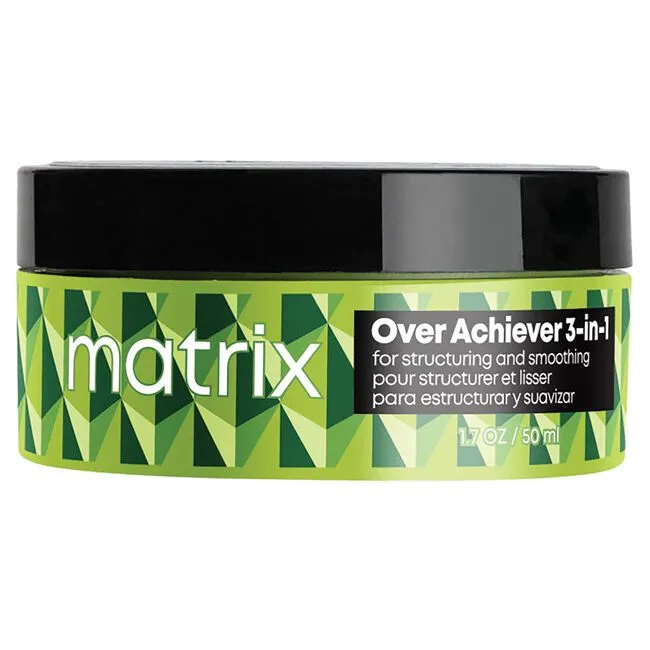 matrix
Over Achiever 3-in-1
for structuring and smoothing
pour structurer et lisser
para estructurar y suavizar
1.7 OZ / 50 ml